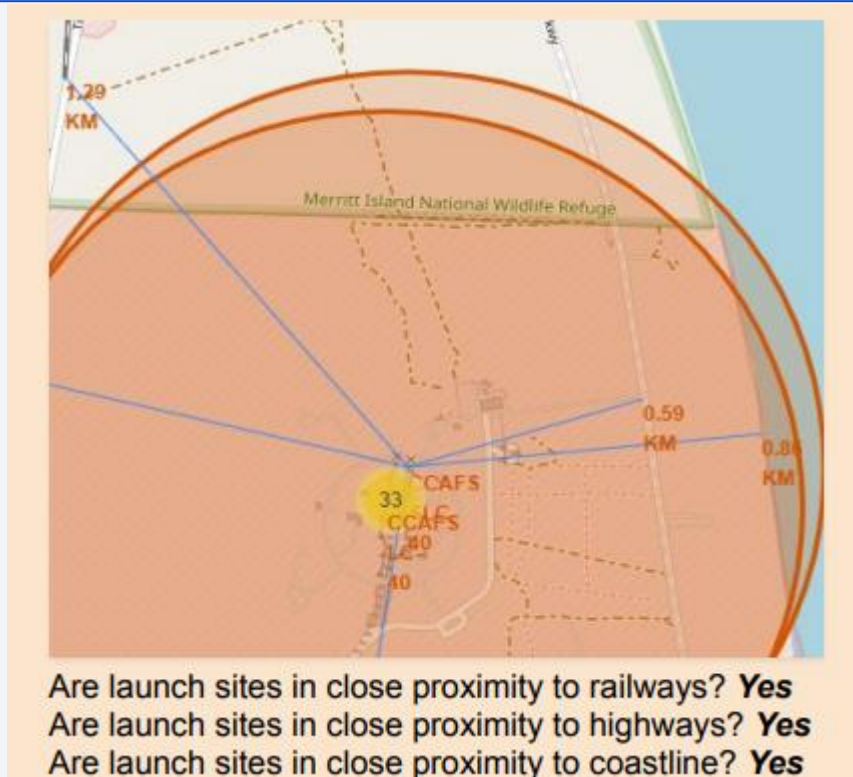 1.29
KM
Merritt Island National Wildlife Refuge
0.59
KM
KM
CCAFS
33
CCAFS
40
40
Are launch sites in close proximity to railways? Yes
Are launch sites in close proximity to highways? Yes
Are launch sites in close proximity to coastline? Yes